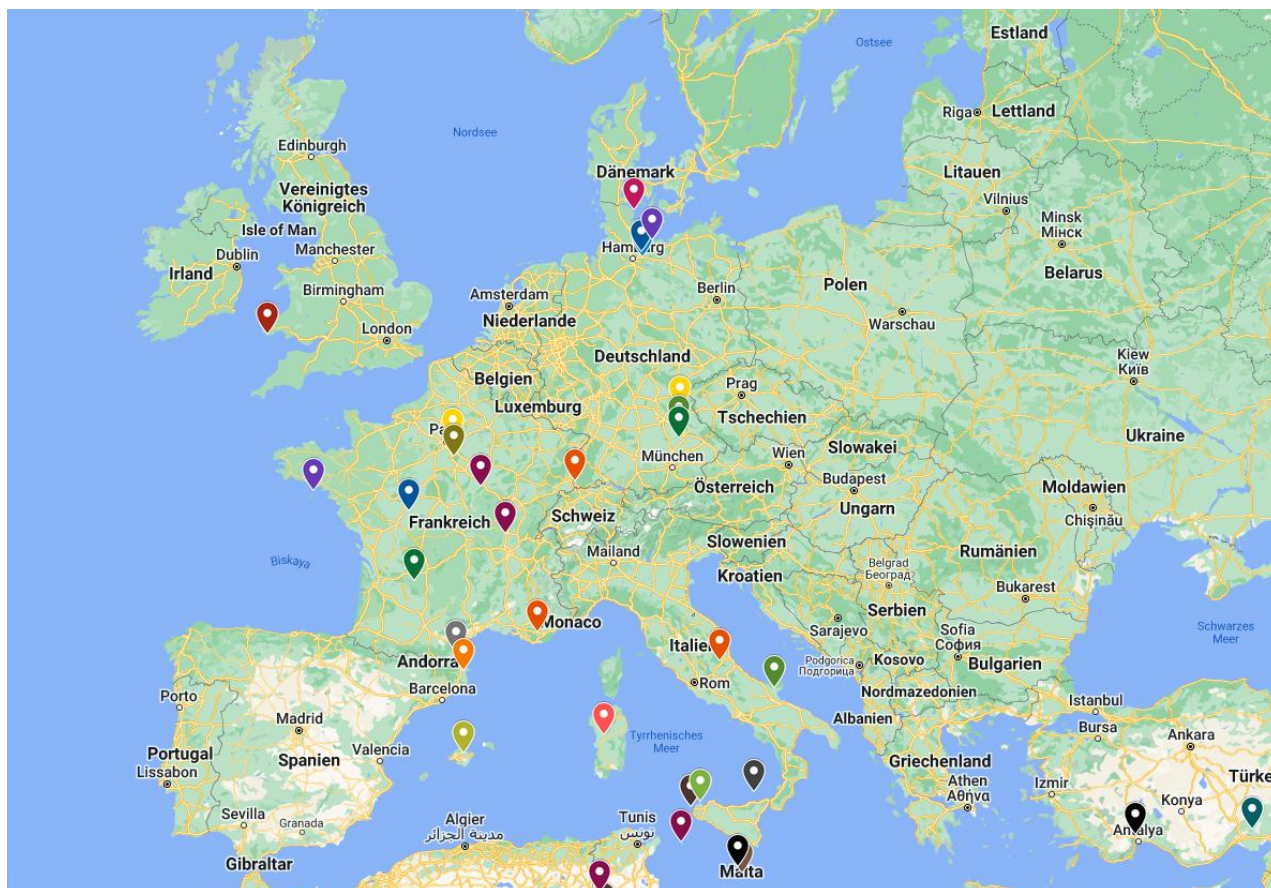 Estland
Ostsee
Riga
Lettland
Nordsee
Edinburgh
Dänemark
Litauen
Vereinigtes
Königreich
Vilnius
Minsk
Мінск
Isle of Man
Manchester
Dublin
Hamburg
Irland
Belarus
Birmingham
Amsterdam
Berlin
Polen
Niederlande
Warschau
London
Deutschland
Kiew
Київ
Belgien
Prag
Luxemburg
Tschechien
Pa
Ukraine
Slowakei
München
Wien
Österreich
Budapest
Moldawien
Ungarn
Frankreich
Schweiz
Chișinău
Slowenien
Mailand
Rumänien
Biskaya
Kroatien
Belgrad
Београд
Bukarest
Serbien
Monaco
Sarajevo
Schwarzes
Meer
Sofia
София
Italien
Andorra
Podgorica
Подгорица
Kosovo
Bulgarien
Rom
Barcelona
Porto
Nordmazedonien
Istanbul
Madrid
Albanien
Bursa
Tyrrhenisches
Meer
Ankara
Portugal
Valencia
Spanien
Griechenland
Lissabon
Athen
Αθήνα
Izmir
Türke
Konya
Sevilla
Granada
Algier
مدينة الجزائر
Tunis
تونس
Antalya
Gibraltar
Malta